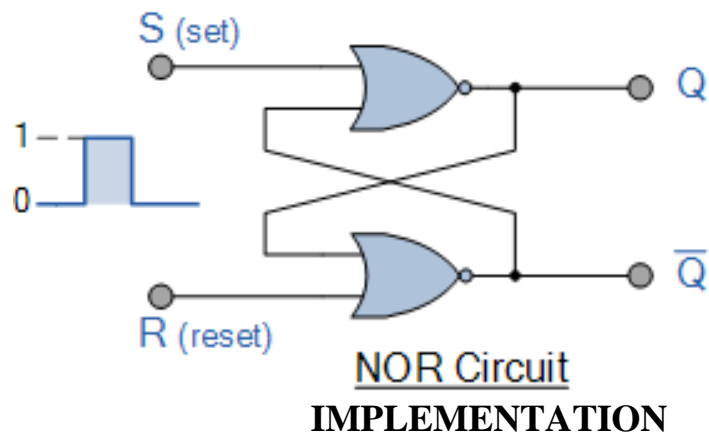 S (set)
Q
1
0
Q̅
R (reset)
NOR Circuit
IMPLEMENTATION